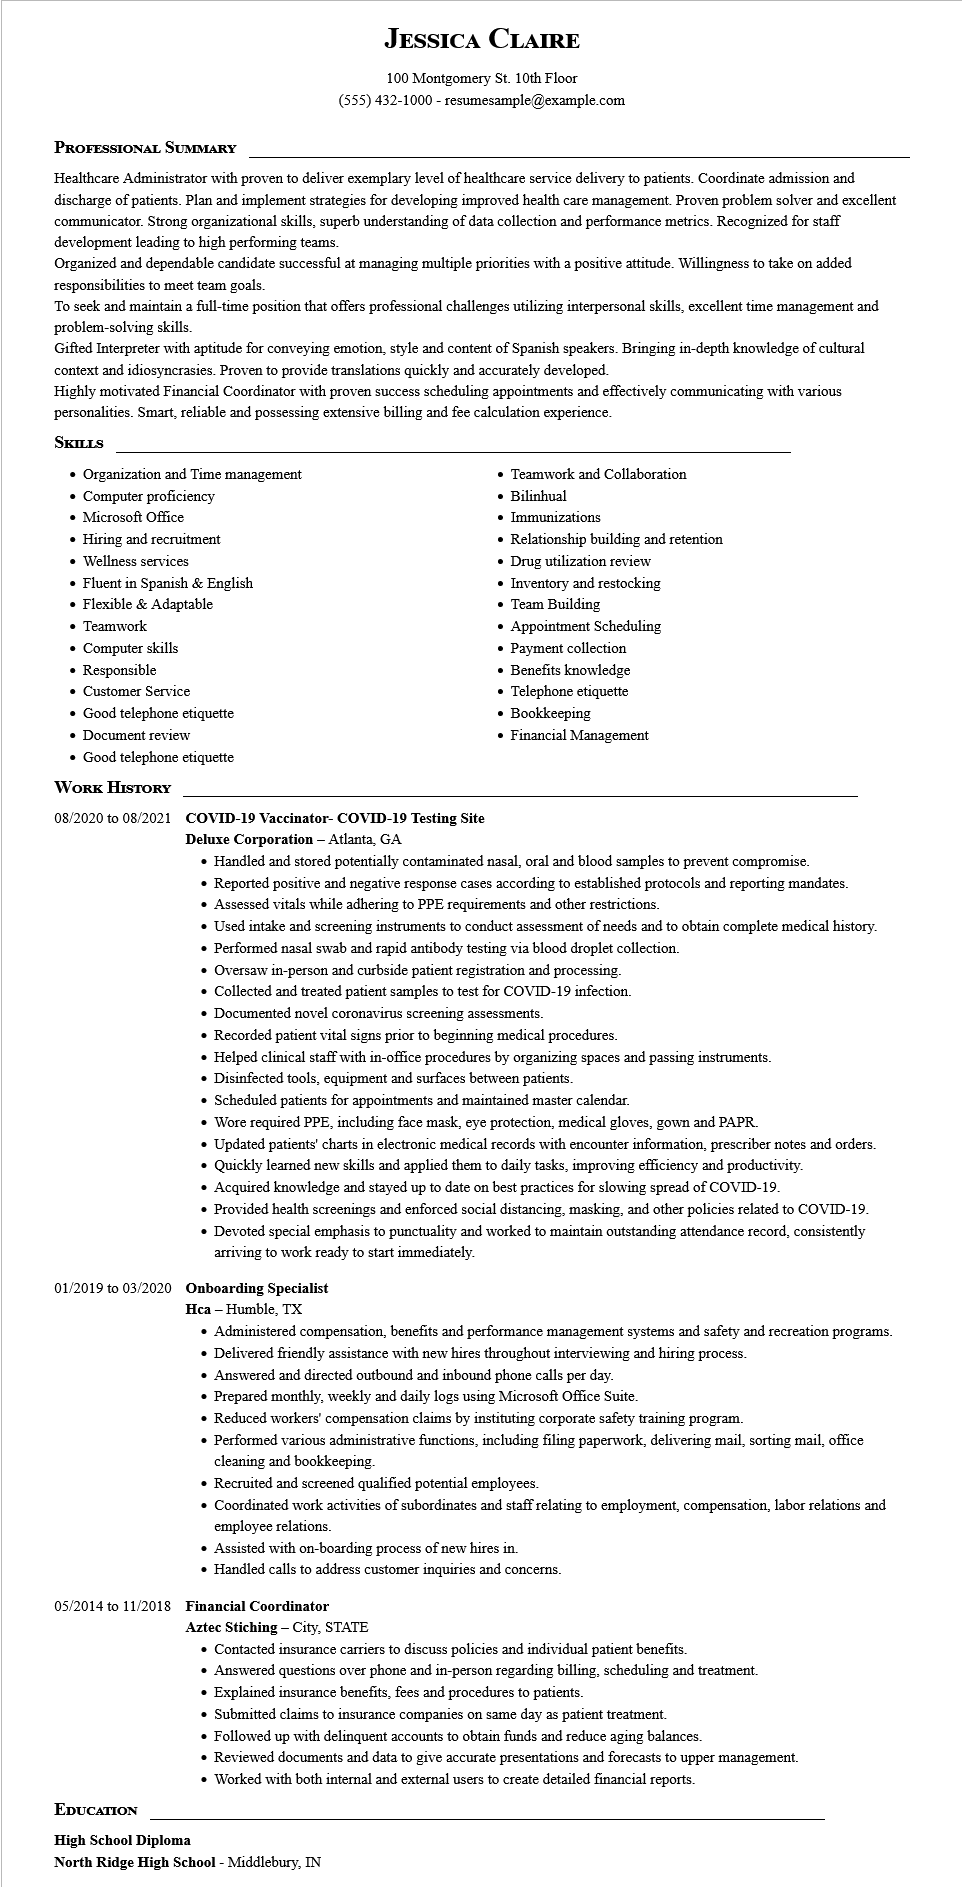 Jessica Claire
100 Montgomery St. 10th Floor
(555) 432-1000 - resumesample@example.com
Professional Summary
Healthcare Administrator with proven to deliver exemplary level of healthcare service delivery to patients. Coordinate admission and
discharge of patients. Plan and implement strategies for developing improved health care management. Proven problem solver and excellent
communicator. Strong organizational skills, superb understanding of data collection and performance metrics. Recognized for staff
development leading to high performing teams.
Organized and dependable candidate successful at managing multiple priorities with a positive attitude. Willingness to take on added
responsibilities to meet team goals.
To seek and maintain a full-time position that offers professional challenges utilizing interpersonal skills, excellent time management and
problem-solving skills.
Gifted Interpreter with aptitude for conveying emotion, style and content of Spanish speakers. Bringing in-depth knowledge of cultural
context and idiosyncrasies. Proven to provide translations quickly and accurately developed.
Highly motivated Financial Coordinator with proven success scheduling appointments and effectively communicating with various
personalities. Smart, reliable and possessing extensive billing and fee calculation experience.
Skills
• Organization and Time management
• Computer proficiency
• Microsoft Office
• Hiring and recruitment
• Wellness services
• Fluent in Spanish & English
• Flexible & Adaptable
• Teamwork
• Computer skills
• Responsible
• Customer Service
• Good telephone etiquette
• Document review
• Good telephone etiquette
• Teamwork and Collaboration
• Bilinhual
• Immunizations
• Relationship building and retention
• Drug utilization review
• Inventory and restocking
• Team Building
• Appointment Scheduling
• Payment collection
• Benefits knowledge
• Telephone etiquette
• Bookkeeping
• Financial Management
Work History
08/2020 to 08/2021 COVID-19 Vaccinator- COVID-19 Testing Site
Deluxe Corporation – Atlanta, GA
• Handled and stored potentially contaminated nasal, oral and blood samples to prevent compromise.
• Reported positive and negative response cases according to established protocols and reporting mandates.
• Assessed vitals while adhering to PPE requirements and other restrictions.
• Used intake and screening instruments to conduct assessment of needs and to obtain complete medical history.
• Performed nasal swab and rapid antibody testing via blood droplet collection.
• Oversaw in-person and curbside patient registration and processing.
• Collected and treated patient samples to test for COVID-19 infection.
• Documented novel coronavirus screening assessments.
• Recorded patient vital signs prior to beginning medical procedures.
• Helped clinical staff with in-office procedures by organizing spaces and passing instruments.
• Disinfected tools, equipment and surfaces between patients.
• Scheduled patients for appointments and maintained master calendar.
• Wore required PPE, including face mask, eye protection, medical gloves, gown and PAPR.
• Updated patients' charts in electronic medical records with encounter information, prescriber notes and orders.
• Quickly learned new skills and applied them to daily tasks, improving efficiency and productivity.
• Acquired knowledge and stayed up to date on best practices for slowing spread of COVID-19.
• Provided health screenings and enforced social distancing, masking, and other policies related to COVID-19.
• Devoted special emphasis to punctuality and worked to maintain outstanding attendance record, consistently
arriving to work ready to start immediately.
01/2019 to 03/2020 Onboarding Specialist
Hca – Humble, TX
• Administered compensation, benefits and performance management systems and safety and recreation programs.
• Delivered friendly assistance with new hires throughout interviewing and hiring process.
• Answered and directed outbound and inbound phone calls per day.
• Prepared monthly, weekly and daily logs using Microsoft Office Suite.
• Reduced workers' compensation claims by instituting corporate safety training program.
• Performed various administrative functions, including filing paperwork, delivering mail, sorting mail, office
cleaning and bookkeeping.
• Recruited and screened qualified potential employees.
• Coordinated work activities of subordinates and staff relating to employment, compensation, labor relations and
employee relations.
• Assisted with on-boarding process of new hires in.
• Handled calls to address customer inquiries and concerns.
05/2014 to 11/2018 Financial Coordinator
Aztec Stiching – City, STATE
• Contacted insurance carriers to discuss policies and individual patient benefits.
• Answered questions over phone and in-person regarding billing, scheduling and treatment.
• Explained insurance benefits, fees and procedures to patients.
• Submitted claims to insurance companies on same day as patient treatment.
• Followed up with delinquent accounts to obtain funds and reduce aging balances.
• Reviewed documents and data to give accurate presentations and forecasts to upper management.
• Worked with both internal and external users to create detailed financial reports.
Education
High School Diploma
North Ridge High School - Middlebury, IN